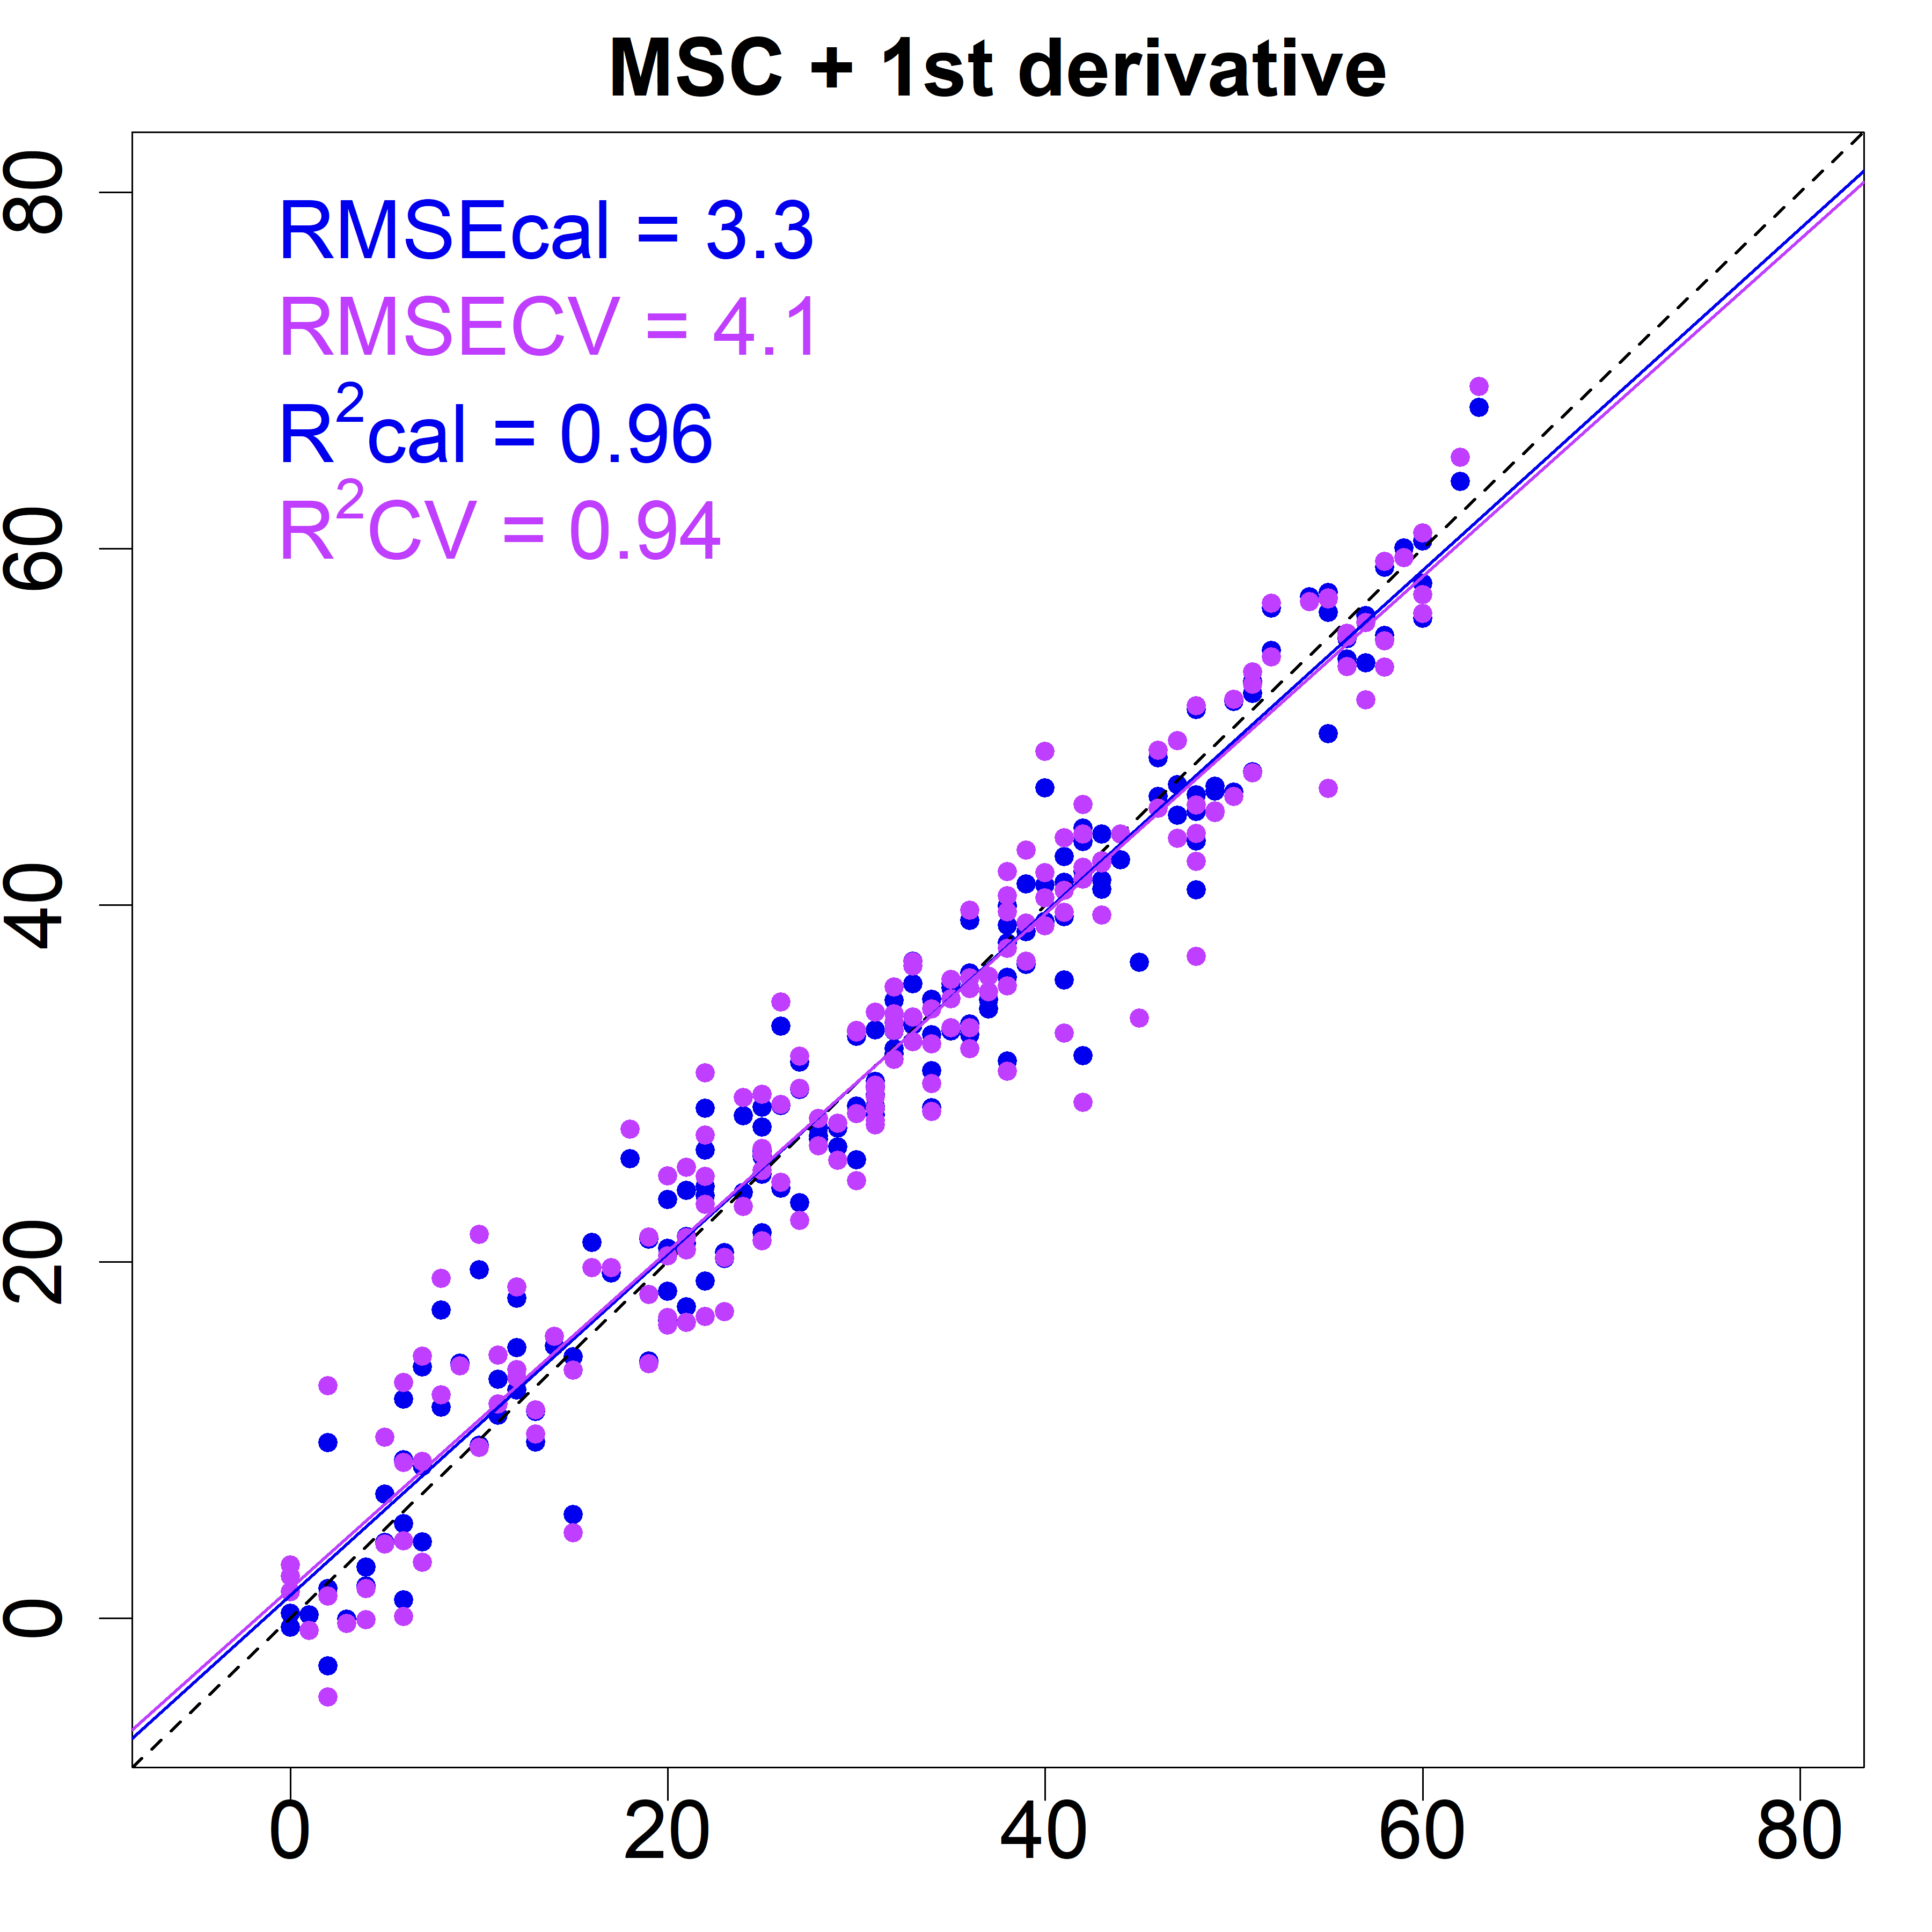 MSC + 1st derivative
80
60
40
20
0
RMSEcal = 3.3
RMSECV = 4.1
R²cal = 0.96
R²CV = 0.94
0 20 40 60 80